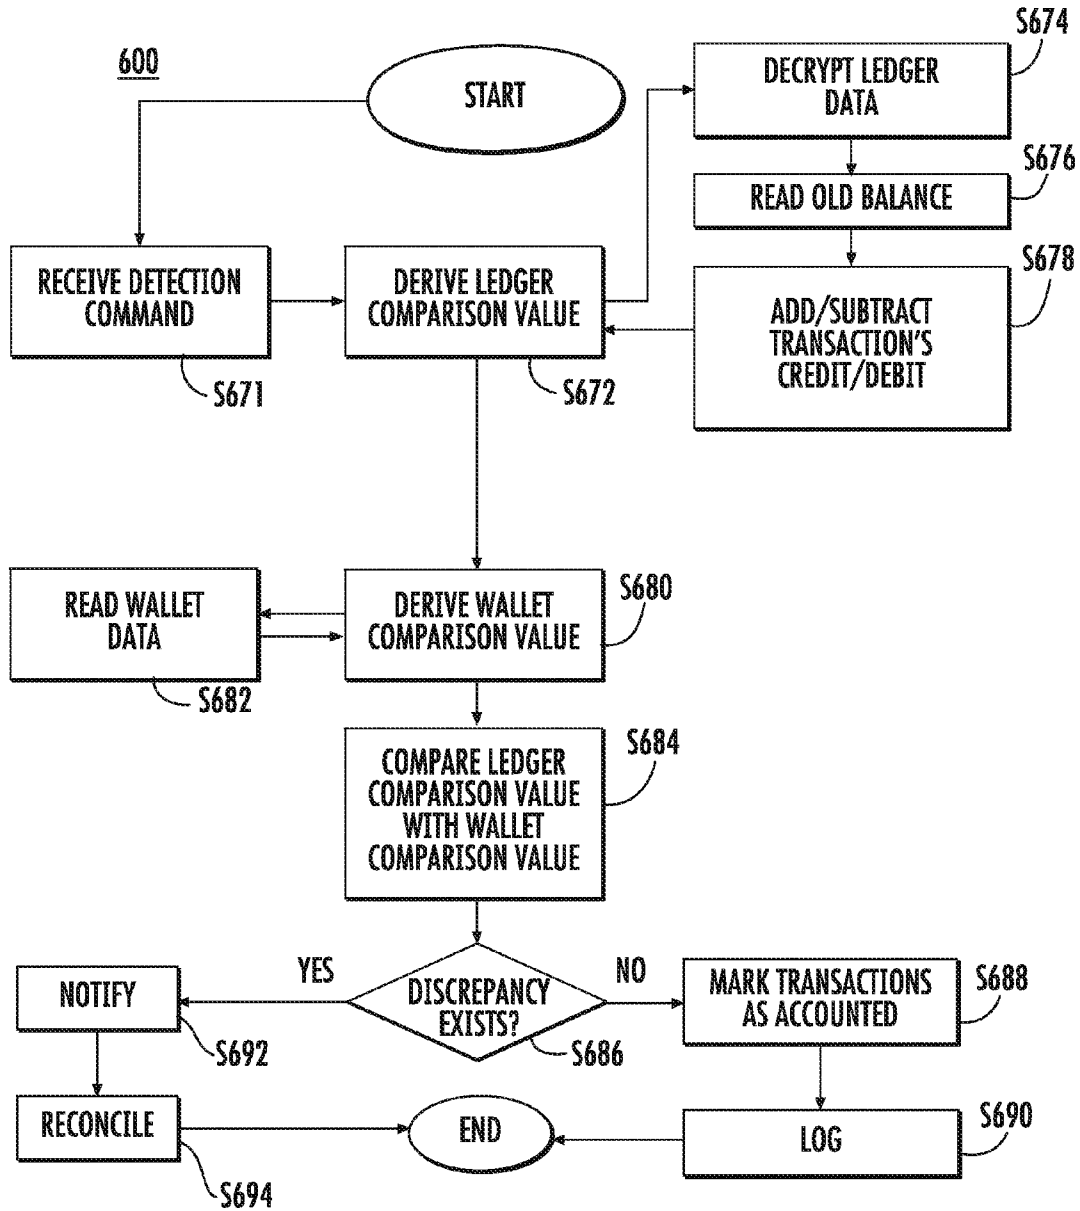 600
START
DECRYPT LEDGER
DATA
S674
READ OLD BALANCE
S676
RECEIVE DETECTION
COMMAND
S671
DERIVE LEDGER
COMPARISON VALUE
S672
ADD/SUBTRACT
TRANSACTION'S
CREDIT/DEBIT
S678
READ WALLET
DATA
S682
DERIVE WALLET
COMPARISON VALUE
S680
COMPARE LEDGER
COMPARISON VALUE
WITH WALLET
COMPARISON VALUE
S684
YES
DISCREPANCY
EXISTS?
S686
NO
NOTIFY
S692
MARK TRANSACTIONS
AS ACCOUNTED
S688
RECONCILE
S694
END
LOG
S690